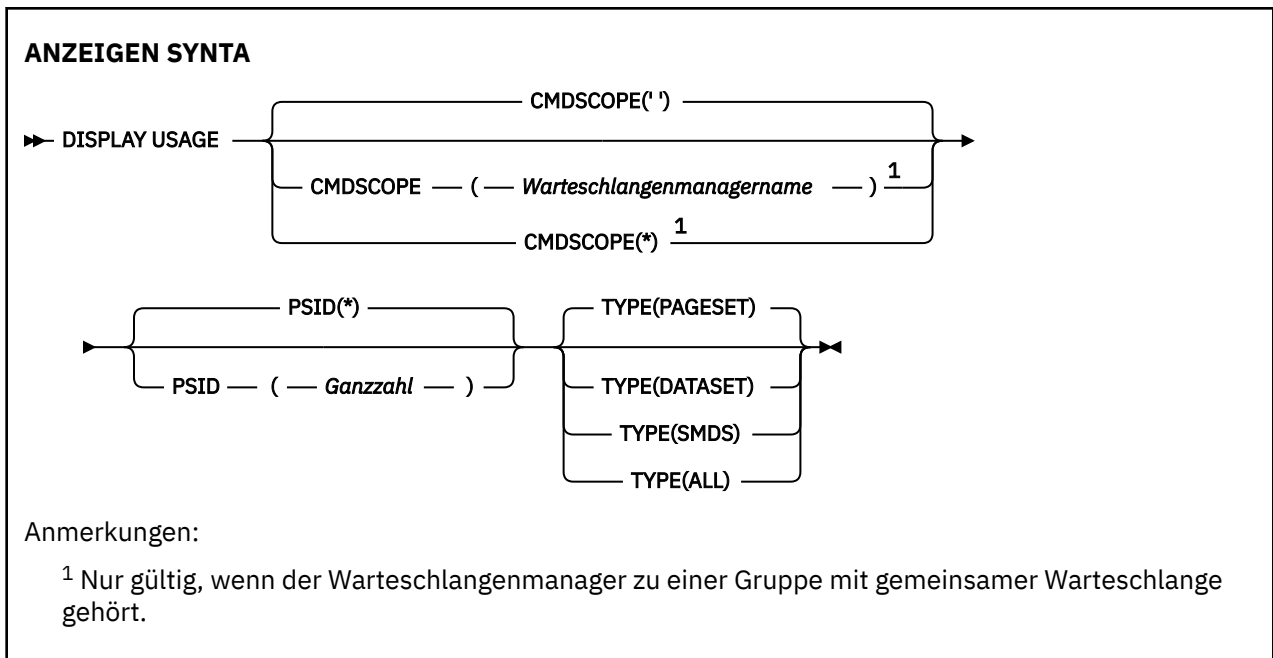 ANZEIGEN SYNTA
CMDSCOPE(' ')
DISPLAY USAGE
CMDSCOPE ( Warteschlangenmanagername ) 1
CMDSCOPE(*) 1
PSID(*)
PSID ( Ganzzahl )
TYPE(PAGESET)
TYPE(DATASET)
TYPE(SMDS)
TYPE(ALL)
Anmerkungen:
1 Nur gültig, wenn der Warteschlangenmanager zu einer Gruppe mit gemeinsamer Warteschlange
gehört.